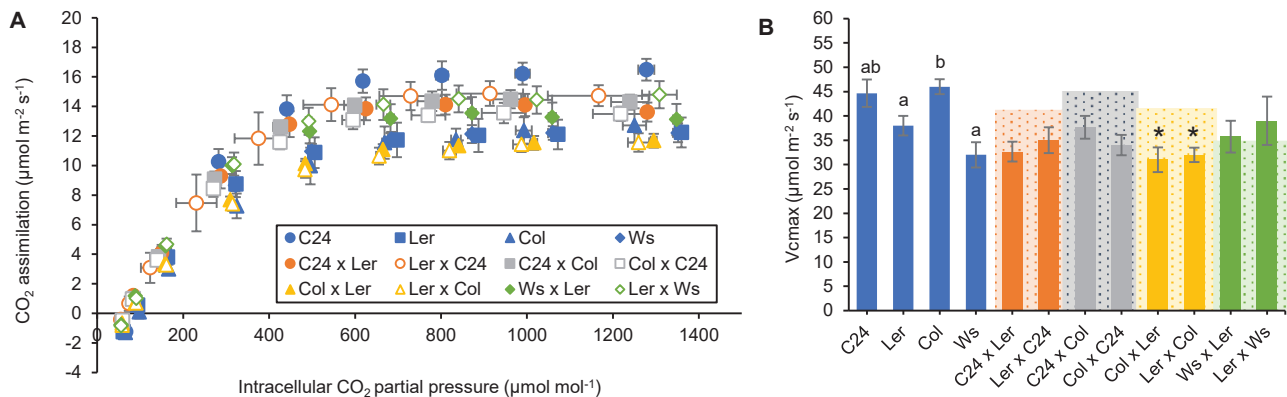 A
CO2 assimilation (µmol m-2 s-1)
20
18
16
14
12
10
8
6
4
2
0
-2
-4
0 200 400 600 800 1000 1200 1400
Intracellular CO2 partial pressure (µmol mol-1)
C24 Ler Col Ws
C24 x Ler Ler x C24 C24 x Col Col x C24
Col x Ler Ler x Col Ws x Ler Ler x Ws
B
Vcmax (µmol m-2 s-1)
60
55
50
45
40
35
30
25
20
15
10
5
0
ab a b a * *
C24
Ler
Col
Ws
C24 x Ler
Ler x C24
C24 x Col
Col x C24
Col x Ler
Ler x Col
Ws x Ler
Ler x Ws